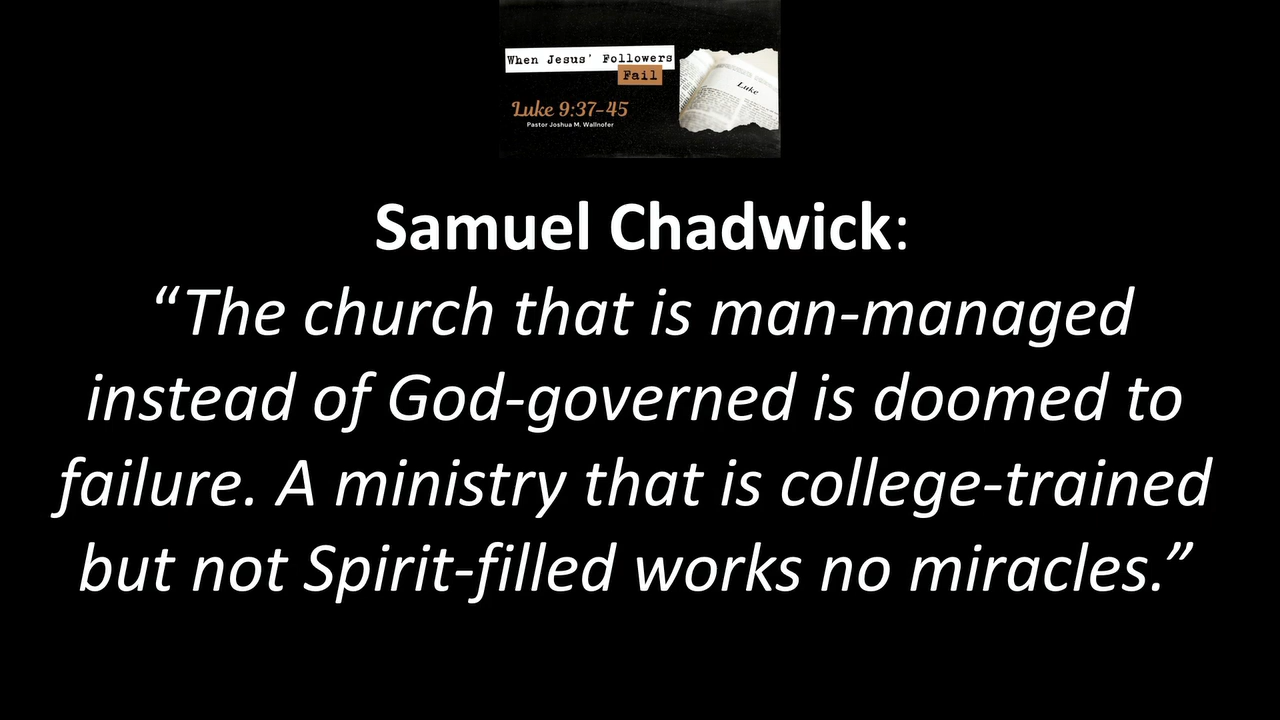 When Jesus' Followers
Fail
Luke 9:37-45
Pastor Joshua M. Wallnofer
Luke
Samuel Chadwick:
“The church that is man-managed
instead of God-governed is doomed to
failure. A ministry that is college-trained
but not Spirit-filled works no miracles.”